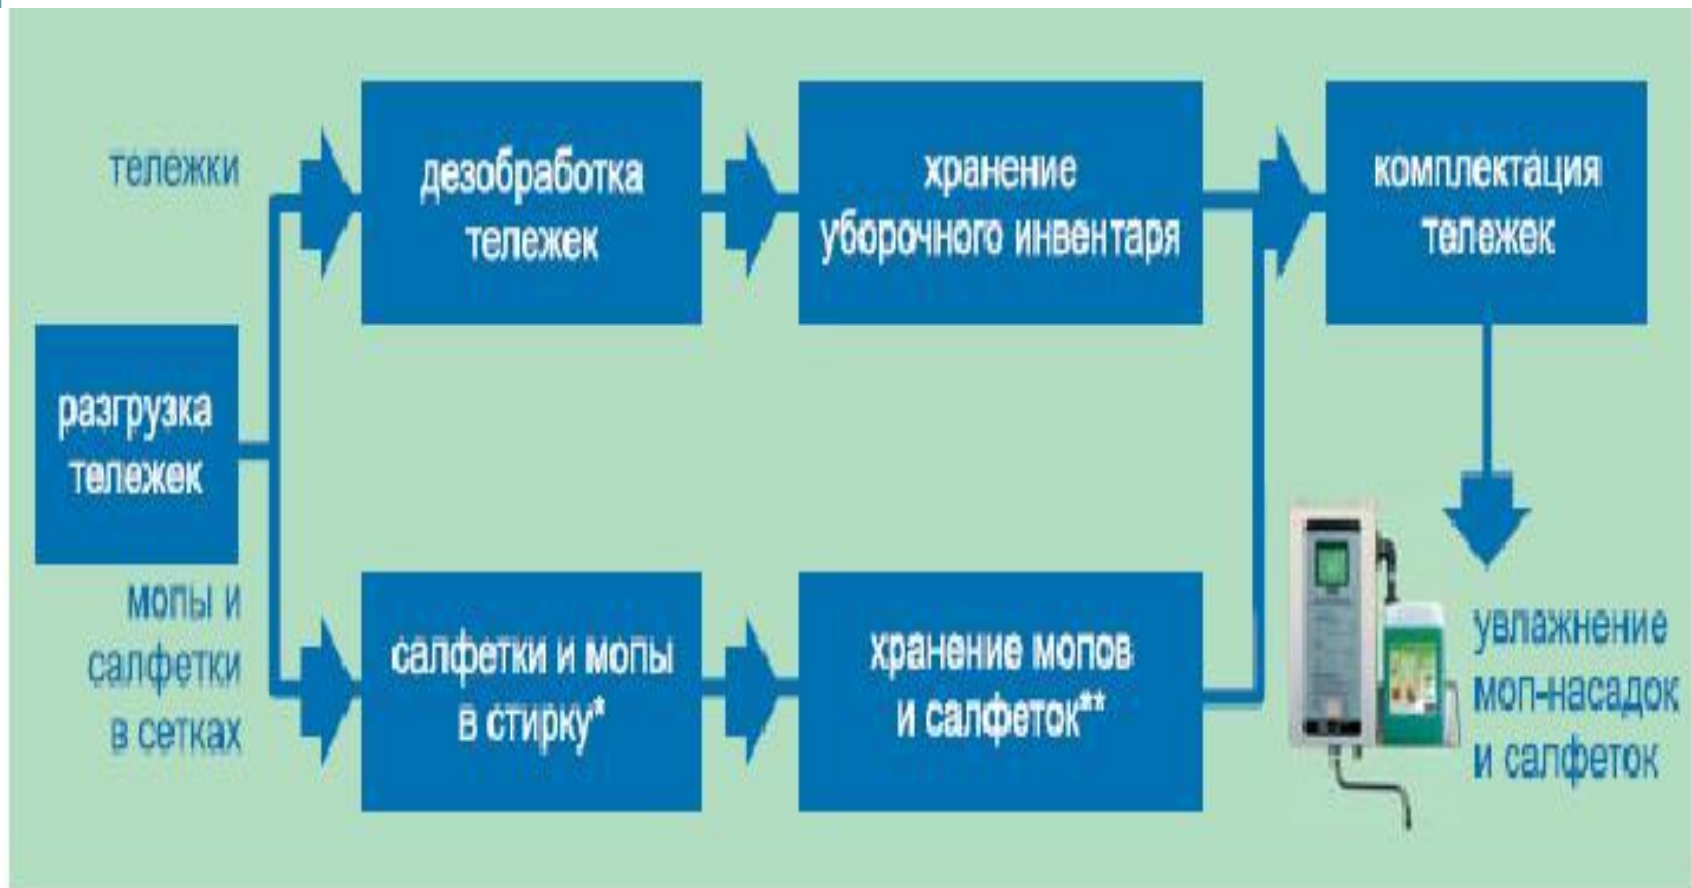 тележки
дезобработка
тележек
хранение
уборочного инвентаря
комплектация
тележек
разгрузка
тележек
мопы и
салфетки
в сетках
салфетки и мопы
в стирку*
хранение мопов
и салфеток**
увлажнение
моп-насадок
и салфеток